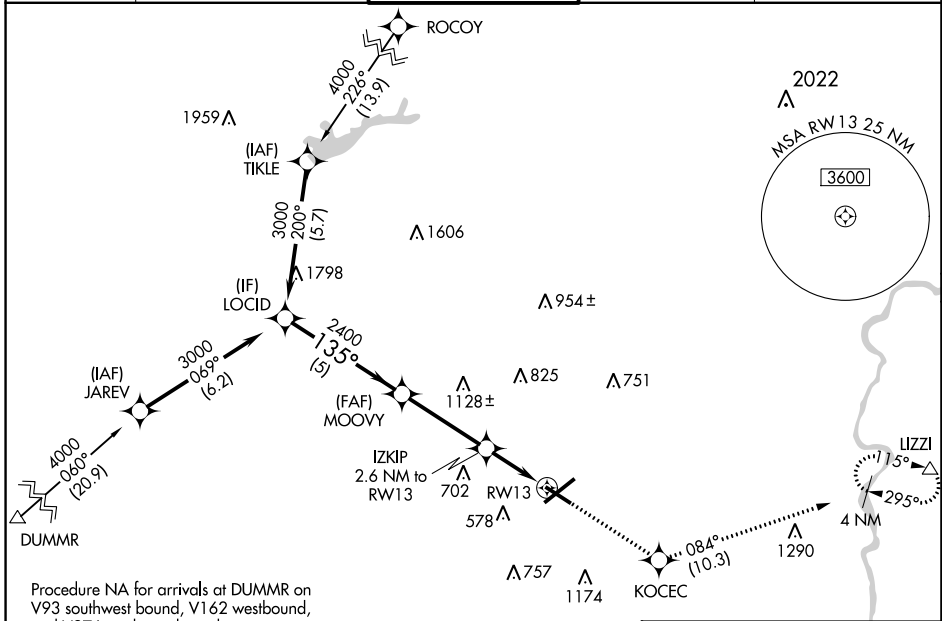 ROCOY
4000
226°
(13.9)
2022
1959
MSA RW13 25 NM
3600
(IAF)
TIKLE
3000
200°
(5.7)
1606
1798
(IF)
LOCID
954±
2400
135°
(5)
3000
069°
(6.2)
(IAF)
JAREV
825
751
1128±
(FAF)
MOOVY
4000
060°
(20.9)
IZKIP
2.6 NM to
RW13
702
RW13
578
LIZZI
115°
295°
4 NM
DUMMR
084°
(10.3)
1290
KOCEC
757
1174
Procedure NA for arrivals at DUMMR on
V93 southwest bound, V162 westbound,